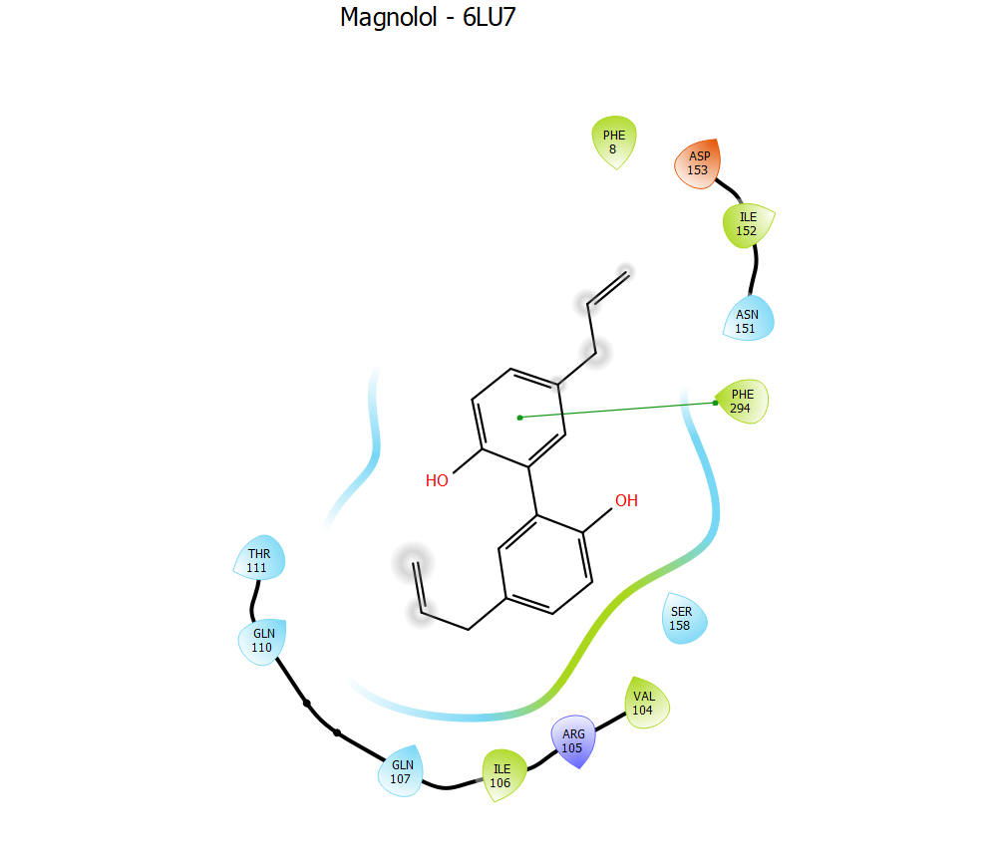 Magnolol - 6LU7
PHE
8
ASP
153
ILE
152
ASN
151
PHE
294
HO
OH
THR
111
GLN
110
SER
158
VAL
104
ARG
105
ILE
106
GLN
107